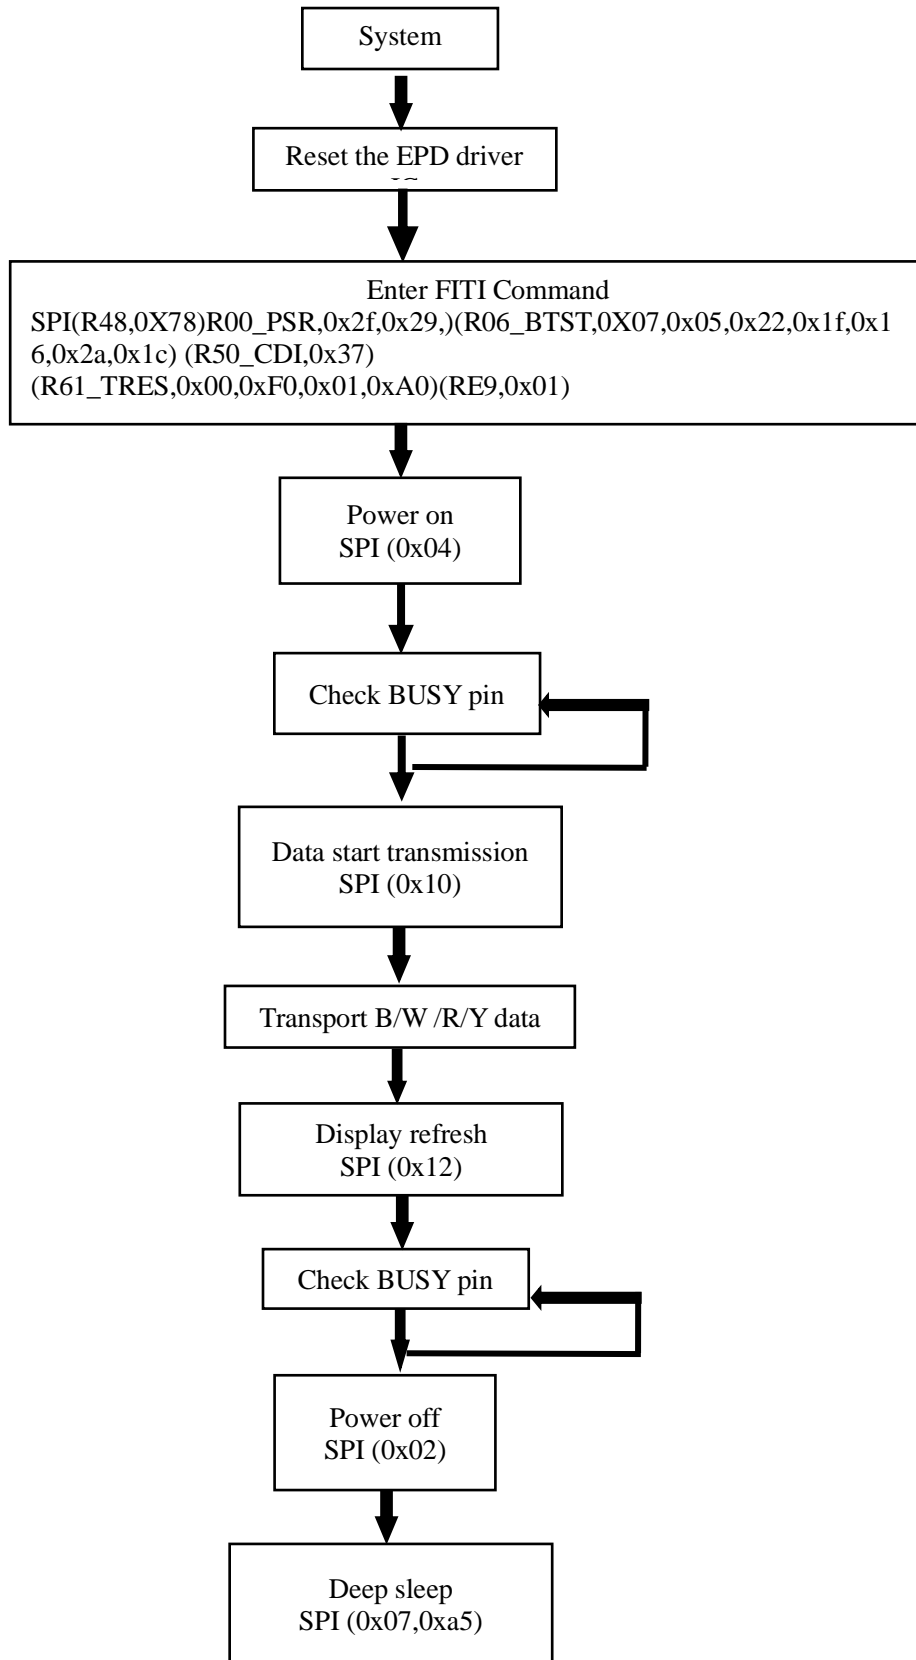 System
Reset the EPD driver
Enter FITI Command
SPI(R48,0X78)R00_PSR,0x2f,0x29,)(R06_BTST,0X07,0x05,0x22,0x1f,0x1
6,0x2a,0x1c) (R50_CDI,0x37)
(R61_TRES,0x00,0xF0,0x01,0xA0)(RE9,0x01)
Power on
SPI (0x04)
Check BUSY pin
Data start transmission
SPI (0x10)
Transport B/W /R/Y data
Display refresh
SPI (0x12)
Check BUSY pin
Power off
SPI (0x02)
Deep sleep
SPI (0x07,0xa5)